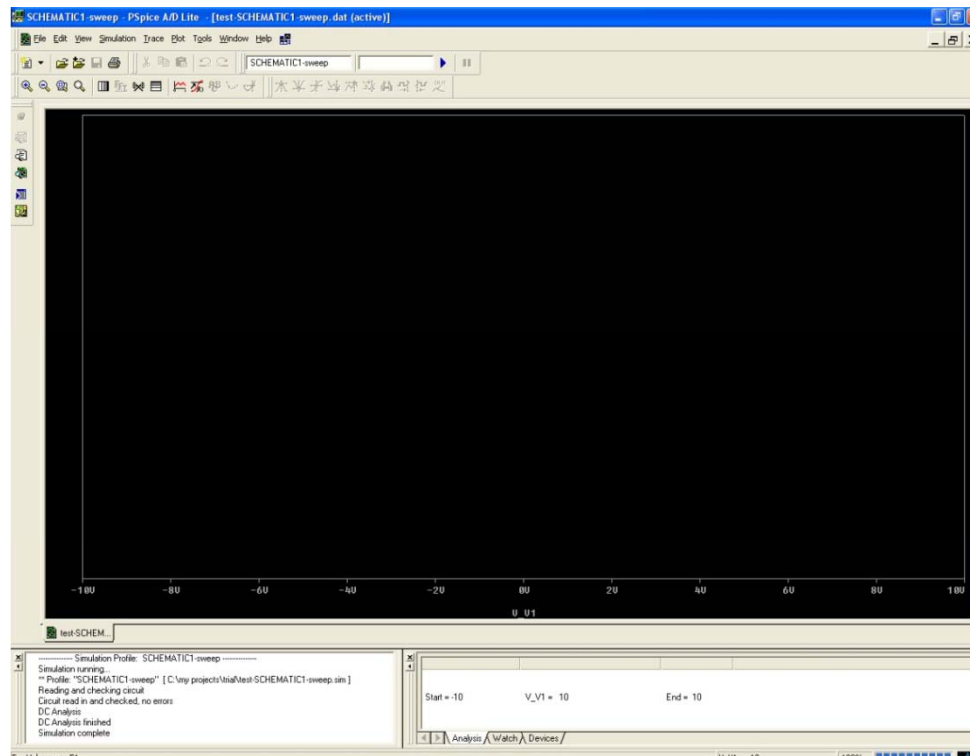 SCHEMATIC1-sweep - PSpice A/D Lite - [test-SCHEMATIC1-sweep.dat (active)]
File Edit View Simulation Trace Plot Tools Window Help
SCHEMATIC1-sweep
-10V -8V -6V -4V -2V 0V 2V 4V 6V 8V 10V
V_V1
test-SCHEM...
------------ Simulation Profile: SCHEMATIC1-sweep ------------
Simulation running...
** Profile: "SCHEMATIC1-sweep" [ C:\my projects\trial\test-SCHEMATIC1-sweep.sim ]
Reading and checking circuit
Circuit read in and checked, no errors
DC Analysis
DC Analysis finished
Simulation complete
Start = -10 V_V1 = 10 End = 10
Analysis Watch Devices